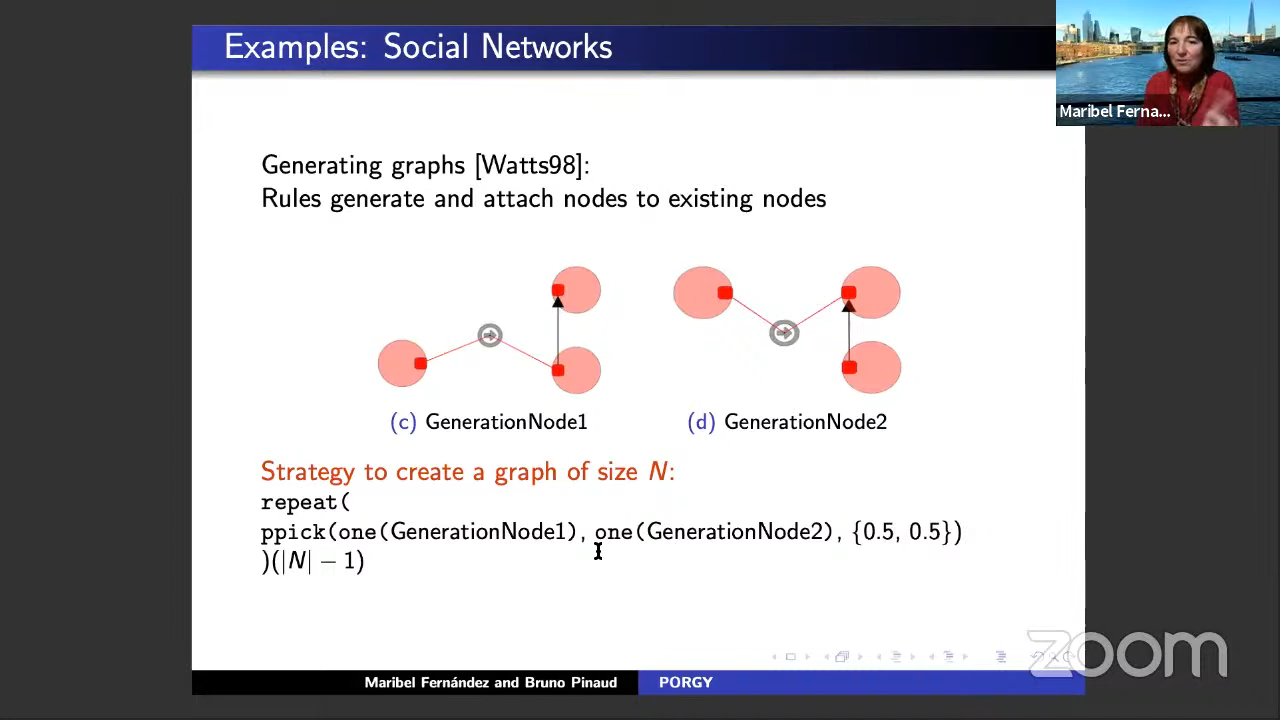 Examples: Social Networks
Maribel Ferna...
Generating graphs [Watts98]:
Rules generate and attach nodes to existing nodes
(c) GenerationNode1
(d) GenerationNode2
Strategy to create a graph of size N:
repeat(
ppick(one(GenerationNode1), one(GenerationNode2), {0.5, 0.5})
)(|N| − 1)
zoom
Maribel Fernández and Bruno Pinaud
PORGY